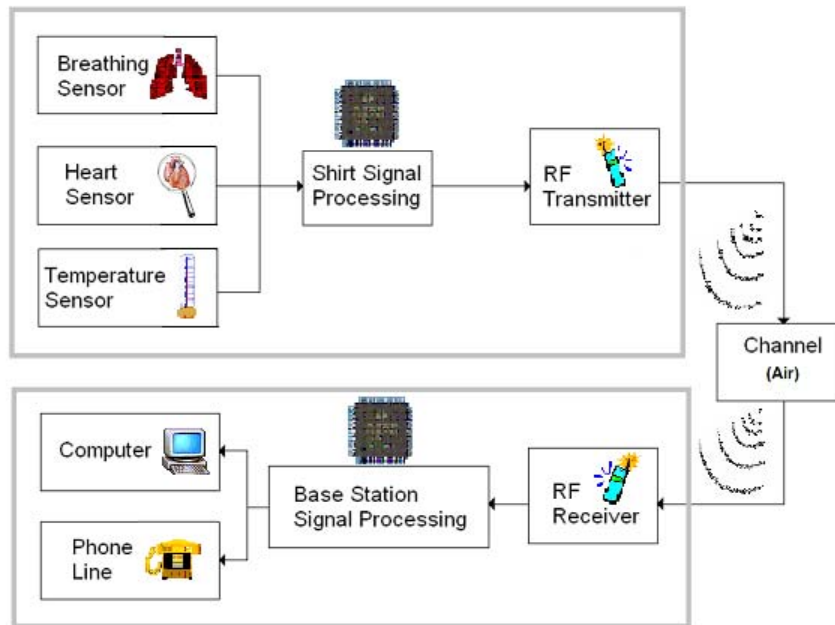 Breathing
Sensor
Heart
Sensor
Temperature
Sensor
Shirt Signal
Processing
RF
Transmitter
Channel
(Air)
RF
Receiver
Base Station
Signal Processing
Computer
Phone
Line